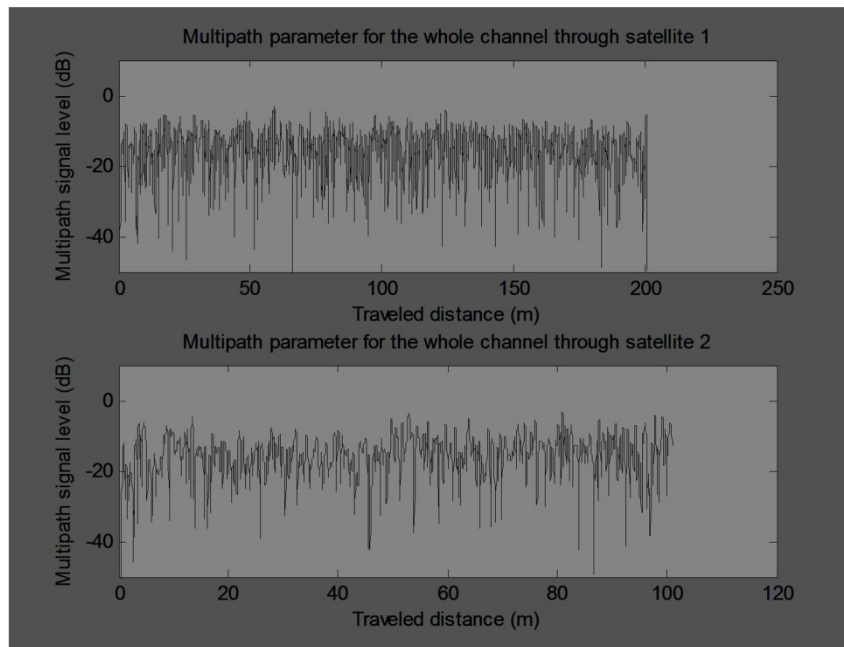 Multipath parameter for the whole channel through satellite 1
Multipath signal level (dB)
0
-20
-40
0 50 100 150 200 250
Traveled distance (m)
Multipath parameter for the whole channel through satellite 2
Multipath signal level (dB)
0
-20
-40
0 20 40 60 80 100 120
Traveled distance (m)